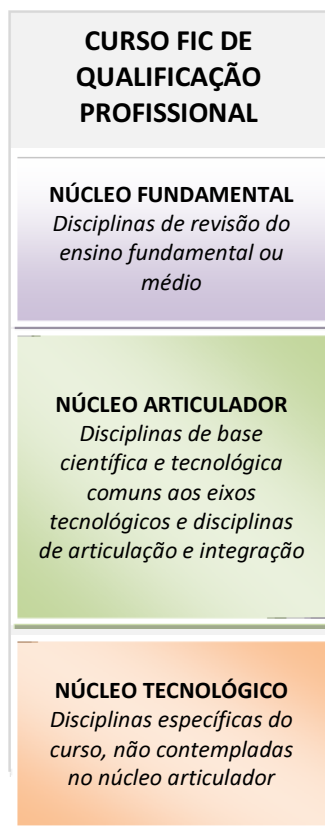 CURSO FIC DE
QUALIFICAÇÃO
PROFISSIONAL
NÚCLEO FUNDAMENTAL
Disciplinas de revisão do
ensino fundamental ou
médio
NÚCLEO ARTICULADOR
Disciplinas de base
científica e tecnológica
comuns aos eixos
tecnológicos e disciplinas
de articulação e integração
NÚCLEO TECNOLÓGICO
Disciplinas específicas do
curso, não contempladas
no núcleo articulador